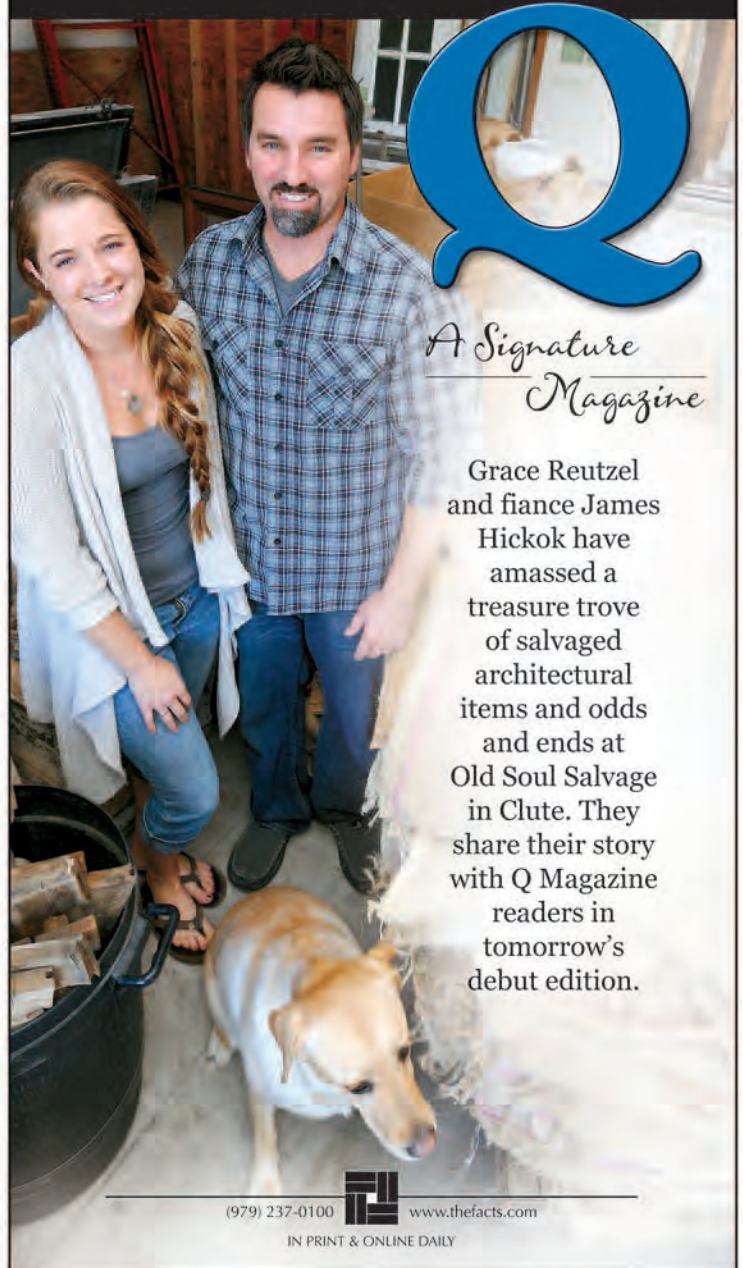 Q
A Signature
Magazine
Grace Reutzel
and fiance James
Hickok have
amassed a
treasure trove
of salvaged
architectural
items and odds
and ends at
Old Soul Salvage
in Clute. They
share their story
with Q Magazine
readers in
tomorrow's
debut edition.
(979) 237-0100 www.thefacts.com
IN PRINT & ONLINE DAILY